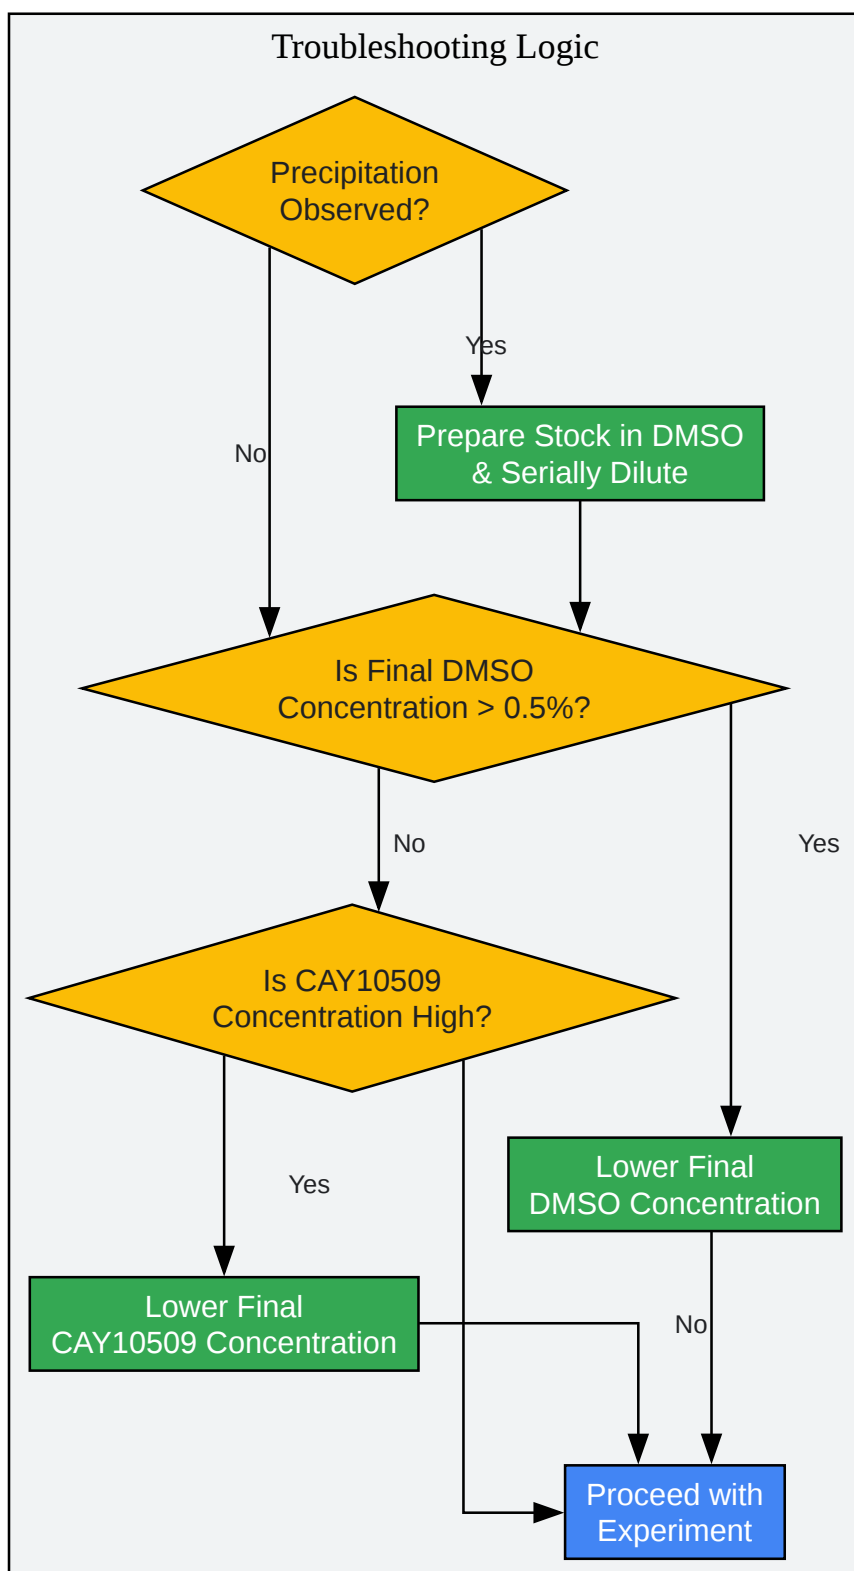 Troubleshooting Logic
Precipitation
Observed?
Yes
Prepare Stock in DMSO
& Serially Dilute
No
Is Final DMSO
Concentration > 0.5%?
No
Yes
Is CAY10509
Concentration High?
Lower Final
DMSO Concentration
Yes
Lower Final
CAY10509 Concentration
No
Proceed with
Experiment